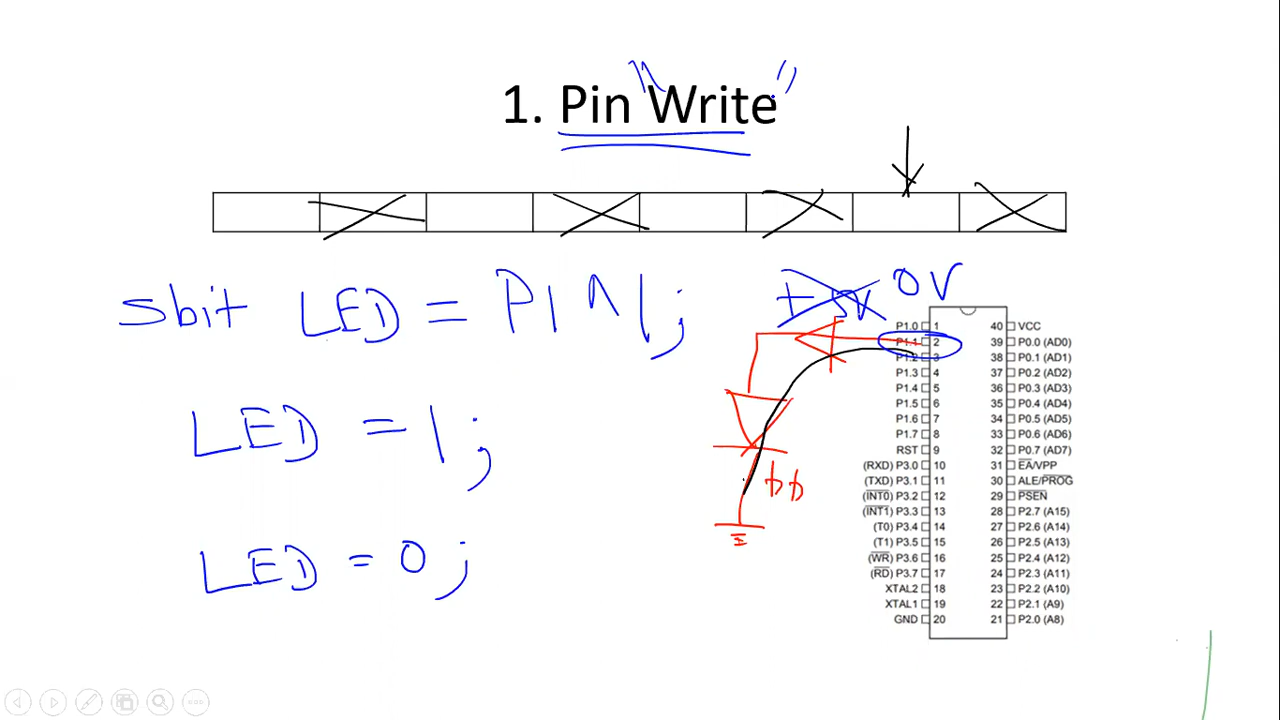 1. Pin "Write"
sbit LED = P1^1;
+5V 0V
LED = 1;
LED = 0;
P1.0 1 40 VCC
P1.1 2 39 P0.0 (AD0)
P1.2 3 38 P0.1 (AD1)
P1.3 4 37 P0.2 (AD2)
P1.4 5 36 P0.3 (AD3)
P1.5 6 35 P0.4 (AD4)
P1.6 7 34 P0.5 (AD5)
P1.7 8 33 P0.6 (AD6)
RST 9 32 P0.7 (AD7)
(RXD) P3.0 10 31 EA/VPP
(TXD) P3.1 11 30 ALE/PROG
(INT0) P3.2 12 29 PSEN
(INT1) P3.3 13 28 P2.7 (A15)
(T0) P3.4 14 27 P2.6 (A14)
(T1) P3.5 15 26 P2.5 (A13)
(WR) P3.6 16 25 P2.4 (A12)
(RD) P3.7 17 24 P2.3 (A11)
XTAL2 18 23 P2.2 (A10)
XTAL1 19 22 P2.1 (A9)
GND 20 21 P2.0 (A8)